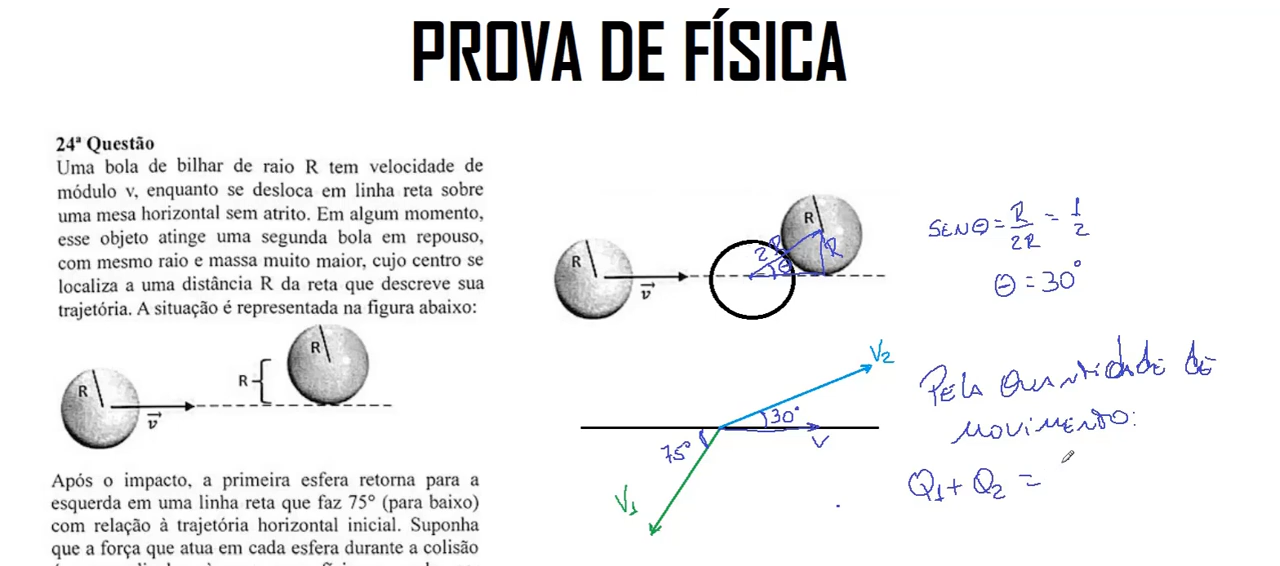 PROVA DE FÍSICA
24ª Questão
Uma bola de bilhar de raio R tem velocidade de
módulo v, enquanto se desloca em linha reta sobre
uma mesa horizontal sem atrito. Em algum momento,
esse objeto atinge uma segunda bola em repouso,
com mesmo raio e massa muito maior, cujo centro se
localiza a uma distância R da reta que descreve sua
trajetória. A situação é representada na figura abaixo:
R
R
R
v
Após o impacto, a primeira esfera retorna para a
esquerda em uma linha reta que faz 75° (para baixo)
com relação à trajetória horizontal inicial. Suponha
que a força que atua em cada esfera durante a colisão
R
v
R
2R
R
θ
SENθ = R/2R = 1/2
θ = 30°
V2
30°
V
75°
V1
PELA QUANTIDADE DE
MOVIMENTO:
Q1 + Q2 =